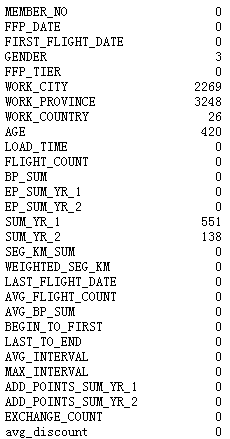 MEMBER_NO 0
FFP_DATE 0
FIRST_FLIGHT_DATE 0
GENDER 3
FFP_TIER 0
WORK_CITY 2269
WORK_PROVINCE 3248
WORK_COUNTRY 26
AGE 420
LOAD_TIME 0
FLIGHT_COUNT 0
BP_SUM 0
EP_SUM_YR_1 0
EP_SUM_YR_2 0
SUM_YR_1 551
SUM_YR_2 138
SEG_KM_SUM 0
WEIGHTED_SEG_KM 0
LAST_FLIGHT_DATE 0
AVG_FLIGHT_COUNT 0
AVG_BP_SUM 0
BEGIN_TO_FIRST 0
LAST_TO_END 0
AVG_INTERVAL 0
MAX_INTERVAL 0
ADD_POINTS_SUM_YR_1 0
ADD_POINTS_SUM_YR_2 0
EXCHANGE_COUNT 0
avg_discount 0